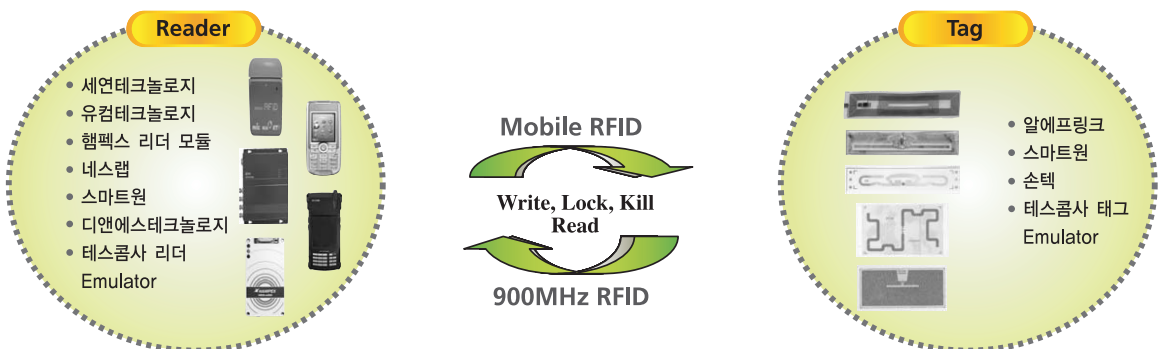 Reader
세연테크놀로지
유컴테크놀로지
햄펙스 리더 모듈
네스랩
스마트원
디앤에스테크놀로지
테스콤사 리더
Emulator
Mobile RFID
Write, Lock, Kill
Read
900MHz RFID
Tag
알에프링크
스마트원
손텍
테스콤사 태그
Emulator